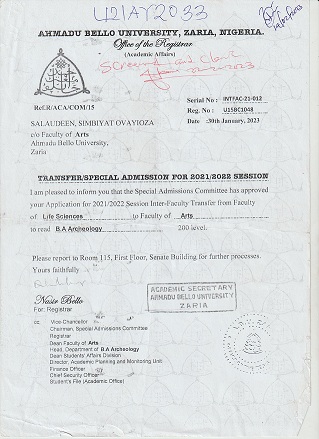 U21AY2033
AHMADU BELLO UNIVERSITY, ZARIA, NIGERIA.
Office of the Registrar
(Academic Affairs)
Screened and Client
02-2023
Ref:R/ACA/COM/15
Serial No : INTFAC-21-012
Reg. No : U15BC1048
Date :30th January, 2023
SALAUDEEN, SIMBIYAT OVAYIOZA
c/o Faculty of Arts
Ahmadu Bello University,
Zaria
TRANSFER/SPECIAL ADMISSION FOR 2021/2022 SESSION
I am pleased to inform you that the Special Admissions Committee has approved
your Application for 2021/2022 Session Inter-Faculty Transfer from Faculty
of Life Sciences to Faculty of Arts
to read B.A Archeology 200 level.
Please report to Room 115, First Floor, Senate Building for further processes.
Yours faithfully
ACADEMIC SECRETARY
AHMADU BELLO UNIVERSITY
ZARIA
Nasir Bello
For: Registrar
cc. Vice-Chancellor
Chairman, Special Admissions Committee
Registrar
Dean Faculty of Arts
Head, Department of B.A Archeology
Dean Students' Affairs Division
Director, Academic Planning and Monitoring Unit
Finance Officer
Chief Security Officer
Student's File (Academic Office)